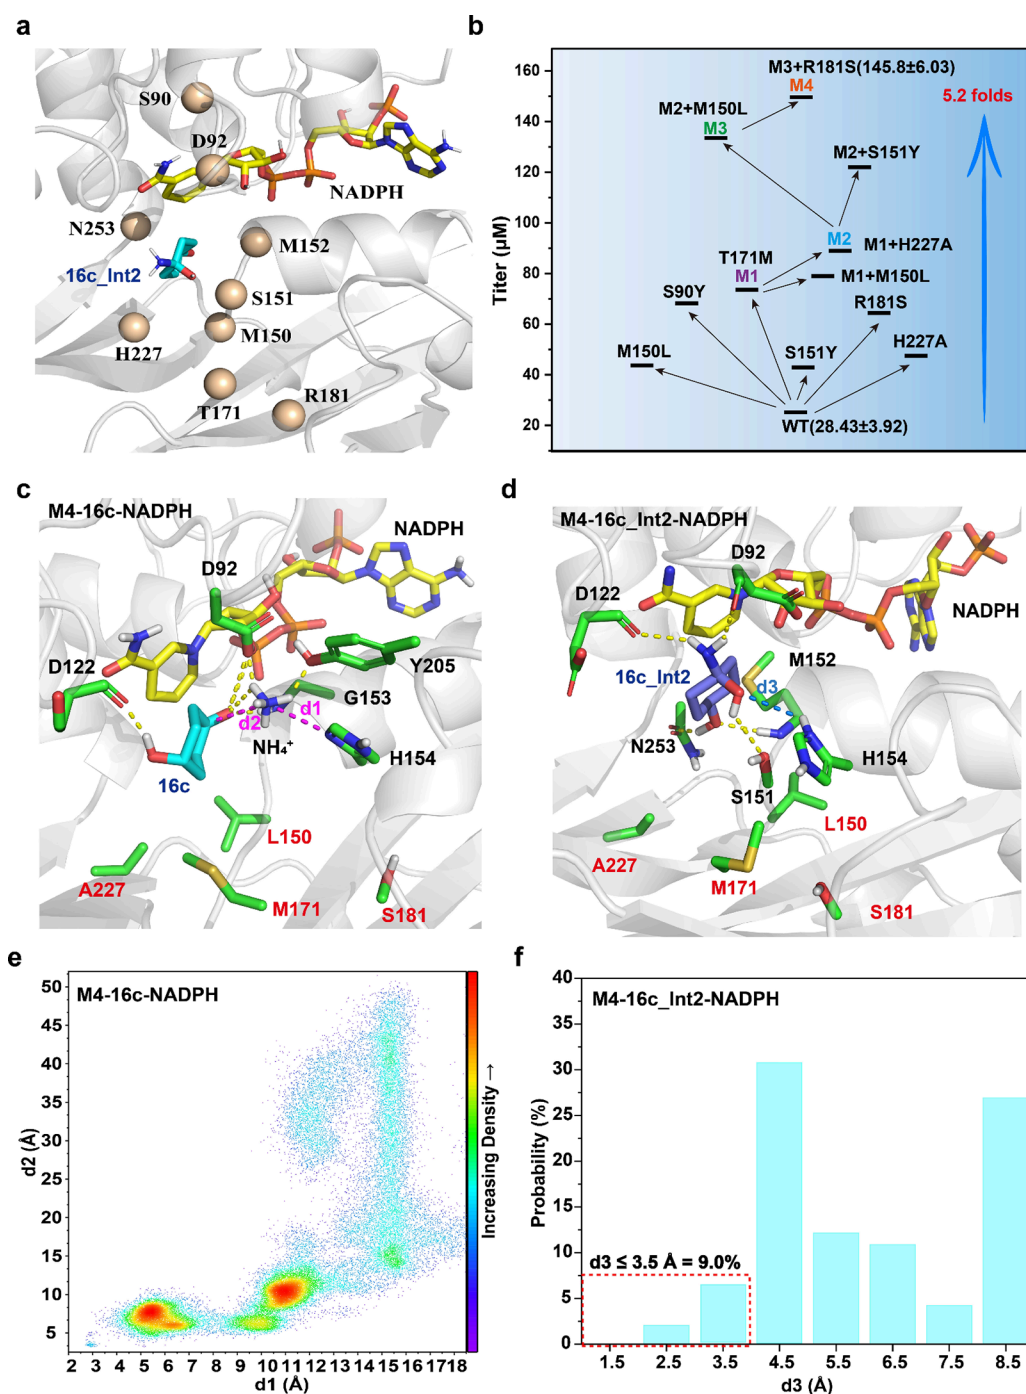 a
S90
D92
NADPH
N253
M152
16c_Int2
S151
M150
H227
T171
R181
b
160
140
120
100
80
60
40
20
Titer (μM)
M3+R181S(145.8±6.03)
M4
5.2 folds
M2+M150L
M3
M2+S151Y
M2
M1+H227A
T171M
M1
M1+M150L
S90Y
R181S
M150L
S151Y
H227A
WT(28.43±3.92)
c
M4-16c-NADPH
NADPH
D92
D122
Y205
G153
d1
d2
NH₄⁺
H154
16c
L150
A227
M171
S181
d
M4-16c_Int2-NADPH
D92
D122
NADPH
16c_Int2
M152
d3
N253
H154
S151
L150
A227
M171
S181
e
M4-16c-NADPH
50
45
40
35
30
25
20
15
10
5
d2 (Å)
2 3 4 5 6 7 8 9 10 11 12 13 14 15 16 17 18
d1 (Å)
Increasing Density →
f
M4-16c_Int2-NADPH
40
35
30
25
20
15
10
5
0
Probability (%)
d3 ≤ 3.5 Å = 9.0%
1.5 2.5 3.5 4.5 5.5 6.5 7.5 8.5
d3 (Å)